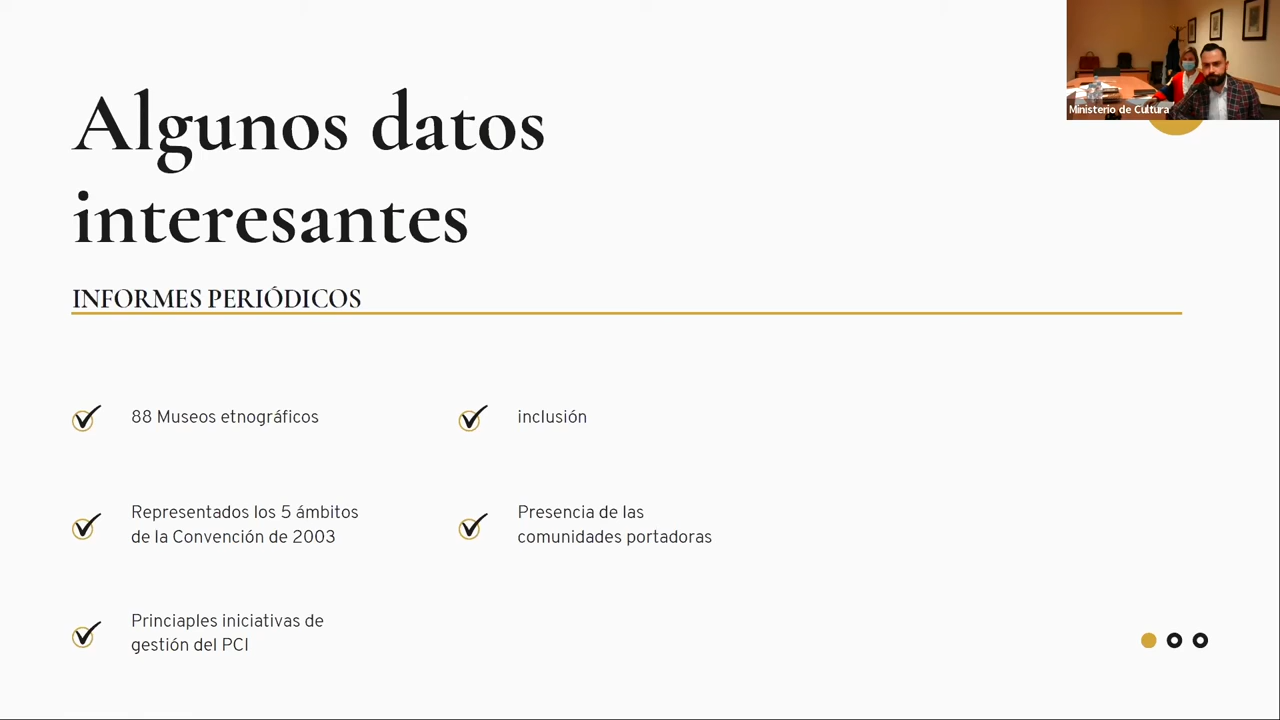 Algunos datos
interesantes
INFORMES PERIÓDICOS
88 Museos etnográficos
Representados los 5 ámbitos
de la Convención de 2003
Princiaples iniciativas de
gestión del PCI
inclusión
Presencia de las
comunidades portadoras
Ministerio de Cultura